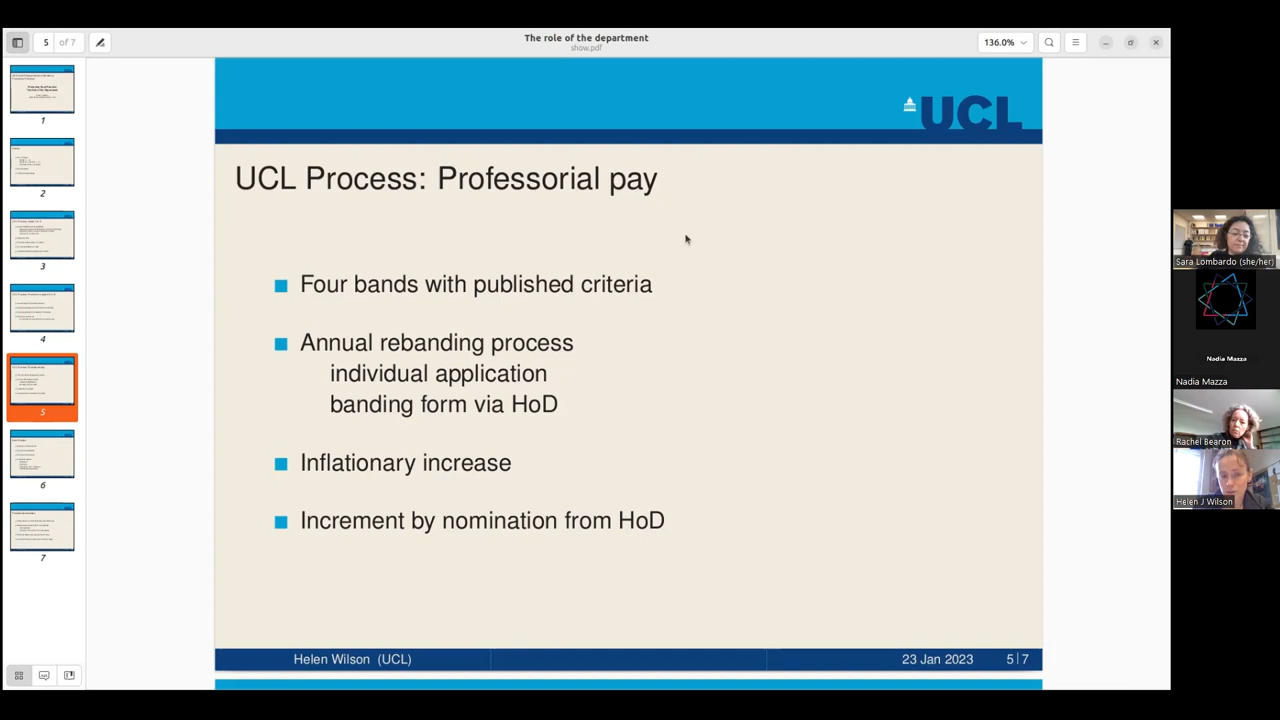 5 of 7
The role of the department
show.pdf
136.0%
UCL
UCL Process: Professorial pay
Four bands with published criteria
Annual rebanding process
individual application
banding form via HoD
Inflationary increase
Increment by nomination from HoD
Helen Wilson (UCL)
23 Jan 2023
5|7
1
2
3
4
5
6
7
Sara Lombardo (she/her)
Nadia Mazza
Nadia Mazza
Rachel Bearon
Helen J Wilson